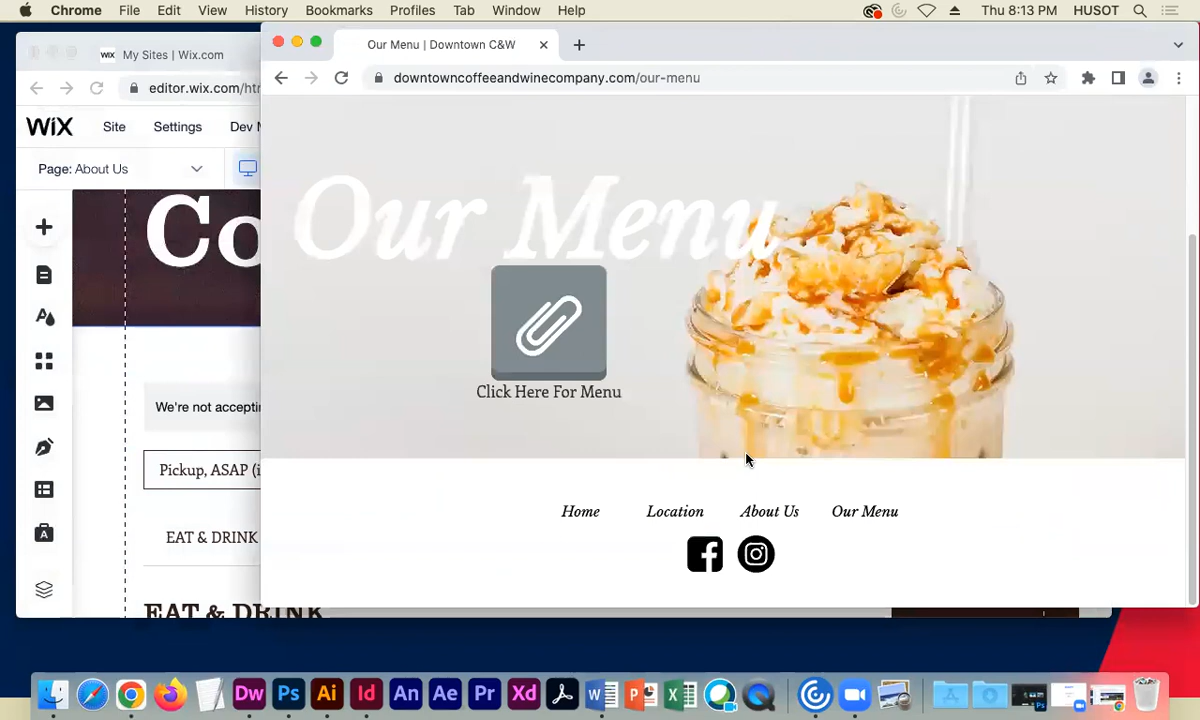 Chrome File Edit View History Bookmarks Profiles Tab Window Help Thu 8:13 PM HUSOT
WIX My Sites | Wix.com
Our Menu | Downtown C&W
editor.wix.com/htr
downtowncoffeeandwinecompany.com/our-menu
WIX Site Settings Dev M
Page: About Us
Co
Our Menu
Click Here For Menu
We're not acceptin
Pickup, ASAP (i
EAT & DRINK
EAT & DRINK
Home Location About Us Our Menu
Dw Ps Ai Id An Ae Pr Xd W P X